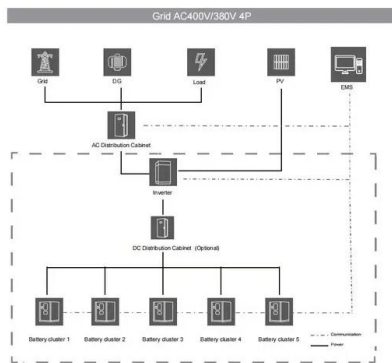 Grid AC400V/380V 4P
Grid
DG
Load
PV
EMS
AC Distribution Cabinet
Inverter
DC Distribution Cabinet (Optional)
Battery cluster 1
Battery cluster 2
Battery cluster 3
Battery cluster 4
Battery cluster 5
Communication
Power